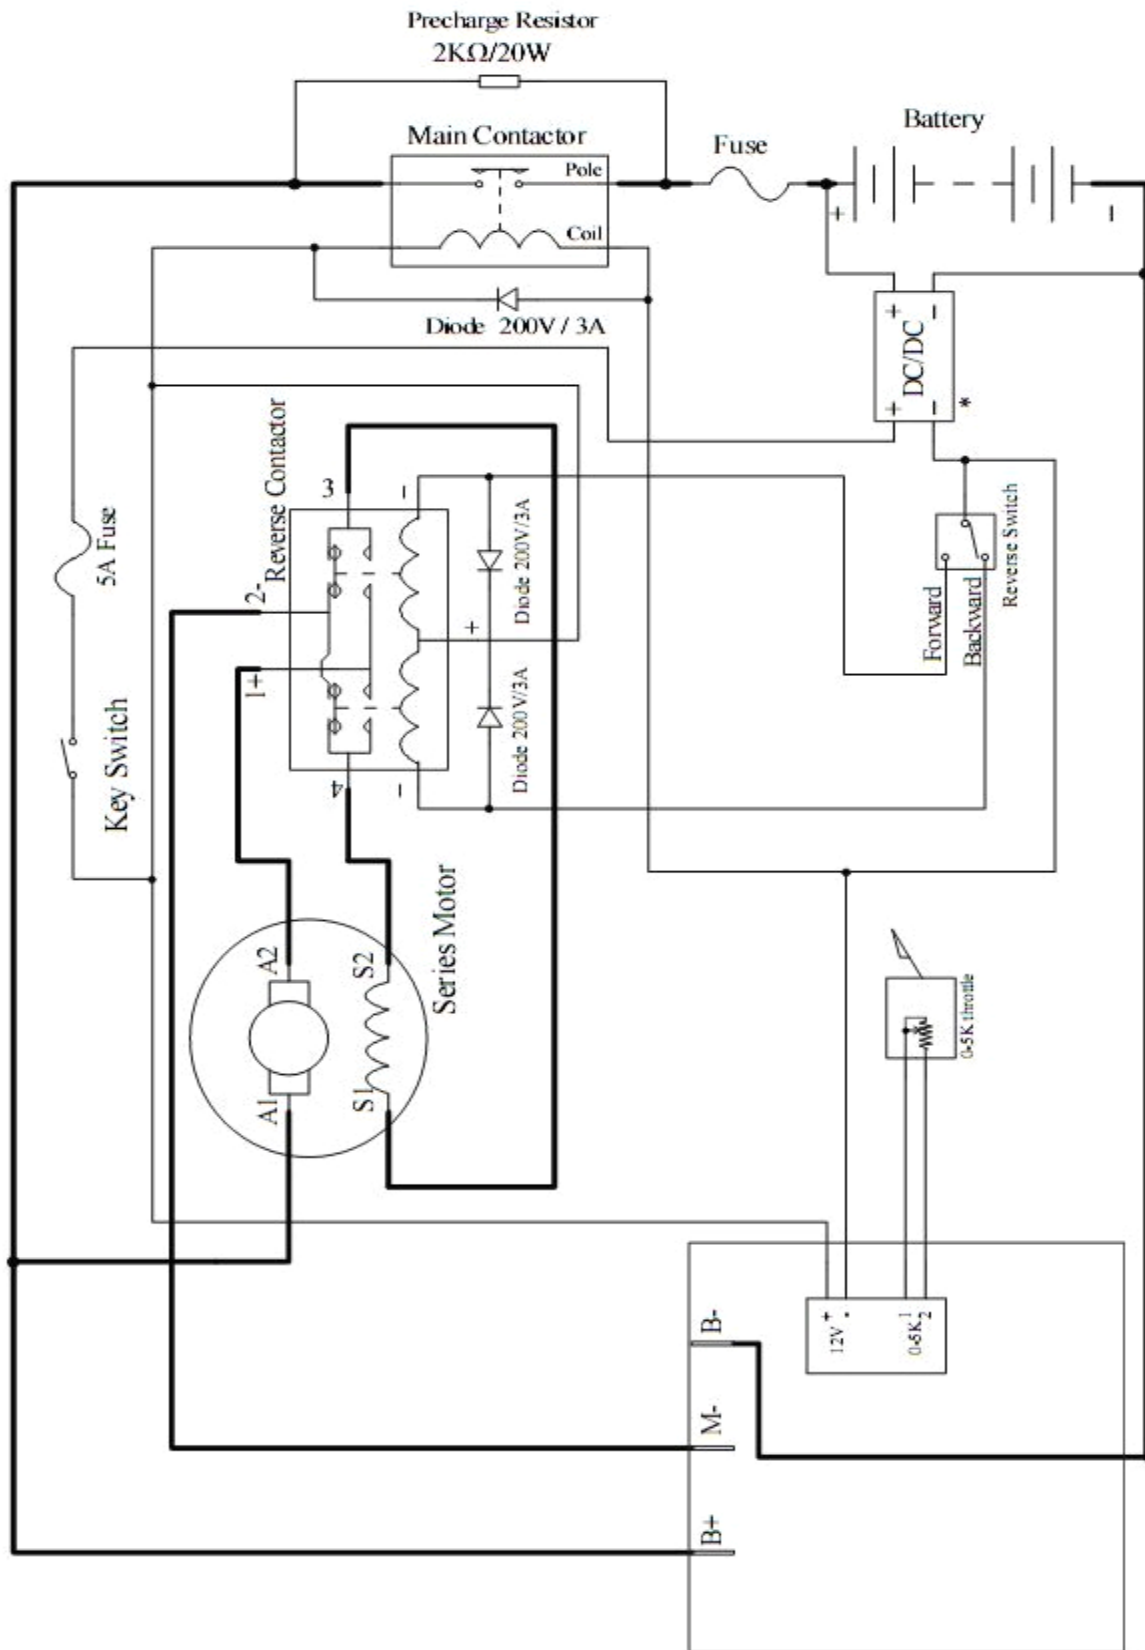 Precharge Resistor
2KΩ/20W
Main Contactor
Pole
Coil
Fuse
Battery
+
-
Diode 200V / 3A
+
-
DC/DC
+
-
*
Reverse Contactor
3
-
5A Fuse
2-
+
Diode 200V/3A
1+
Diode 200V/3A
4
-
Forward
Backward
Reverse Switch
Key Switch
A2
S2
Series Motor
A1
S1
0-5K throttle
B-
12V + -
0-5K 1 2
M-
B+